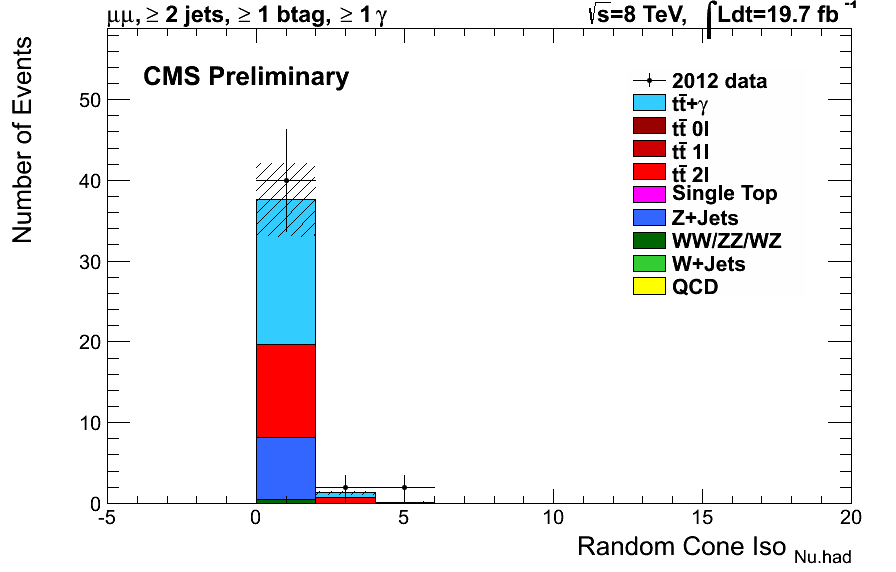 μμ, ≥ 2 jets, ≥ 1 btag, ≥ 1 γ
√s=8 TeV, ∫Ldt=19.7 fb⁻¹
CMS Preliminary
Number of Events
50
40
30
20
10
0
2012 data
tt̄+γ
tt̄ 0l
tt̄ 1l
tt̄ 2l
Single Top
Z+Jets
WW/ZZ/WZ
W+Jets
QCD
-5 0 5 10 15 20
Random Cone Iso Nu.had